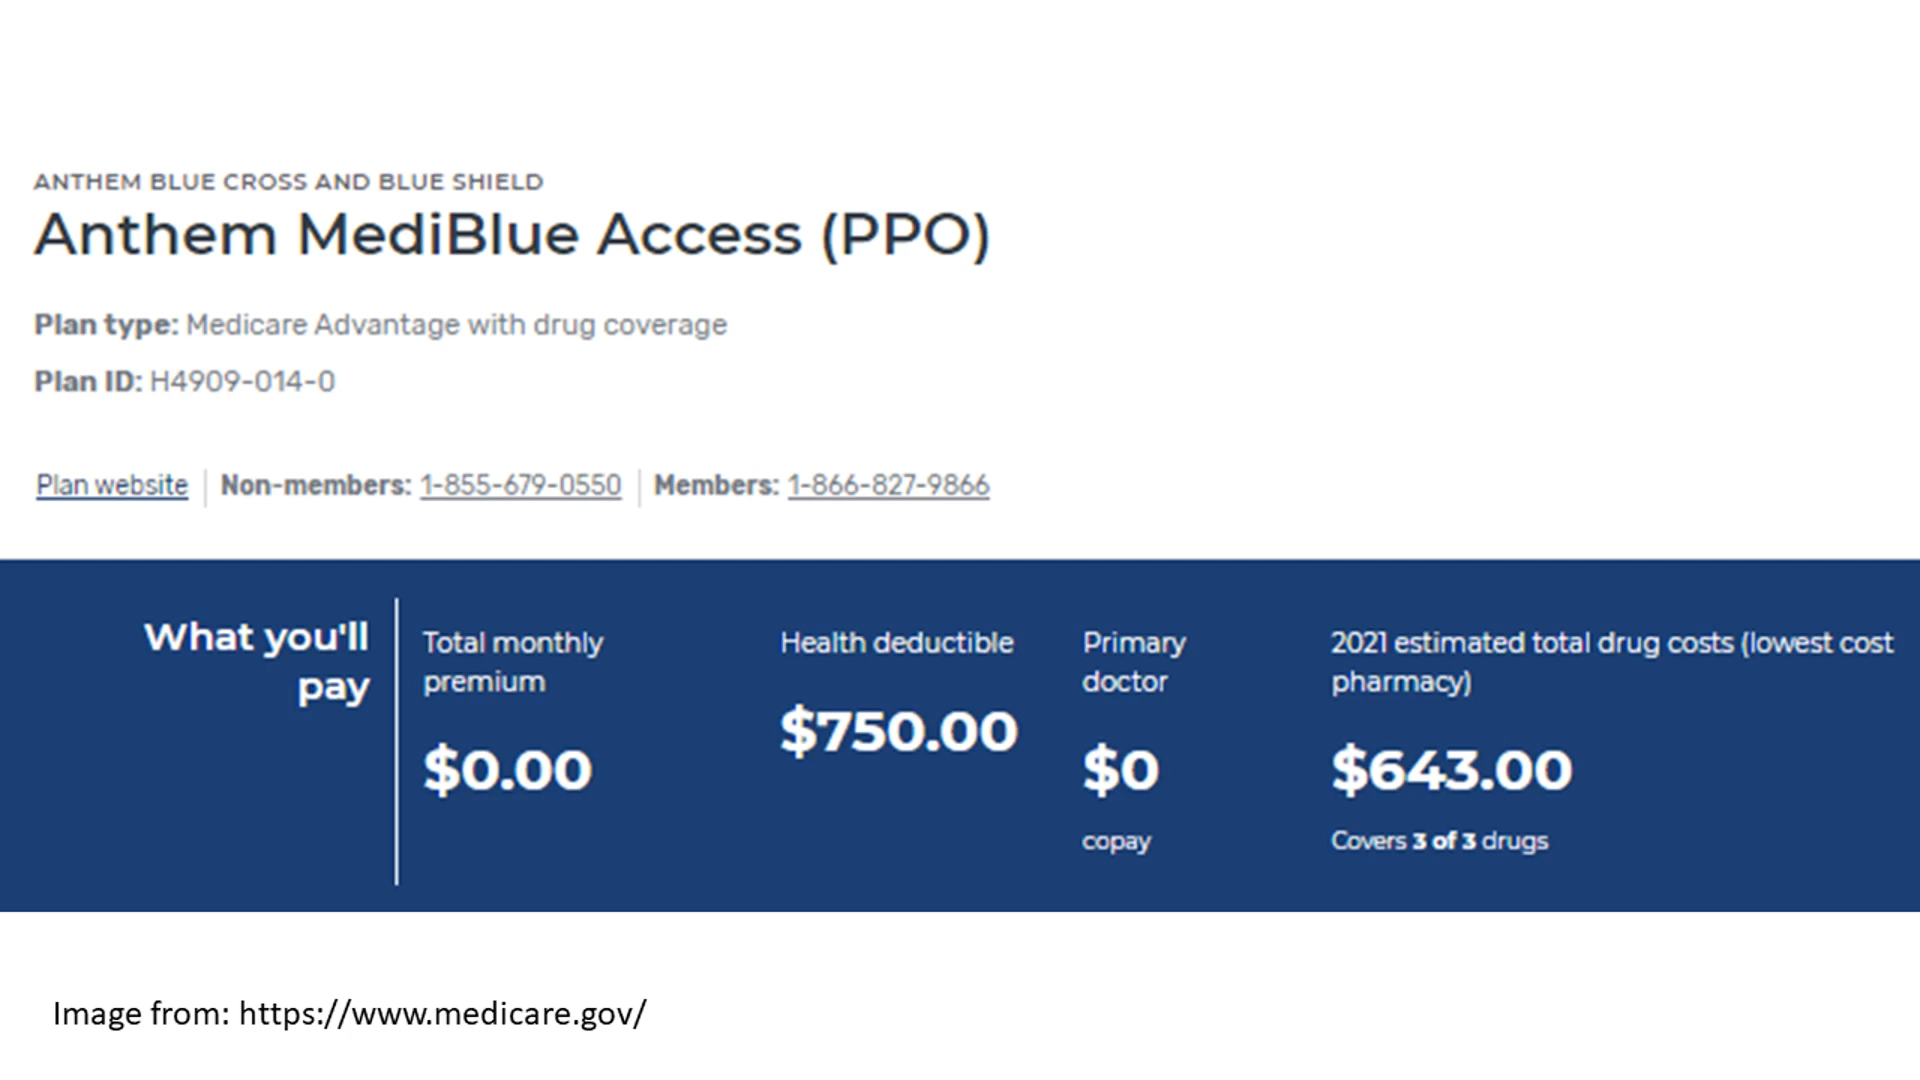 ANTHEM BLUE CROSS AND BLUE SHIELD
Anthem MediBlue Access (PPO)
Plan type: Medicare Advantage with drug coverage
Plan ID: H4909-014-0
Plan website | Non-members: 1-855-679-0550 | Members: 1-866-827-9866
What you'll
pay
Total monthly
premium
$0.00
Health deductible
$750.00
Primary
doctor
$0
copay
2021 estimated total drug costs (lowest cost
pharmacy)
$643.00
Covers 3 of 3 drugs
Image from: https://www.medicare.gov/